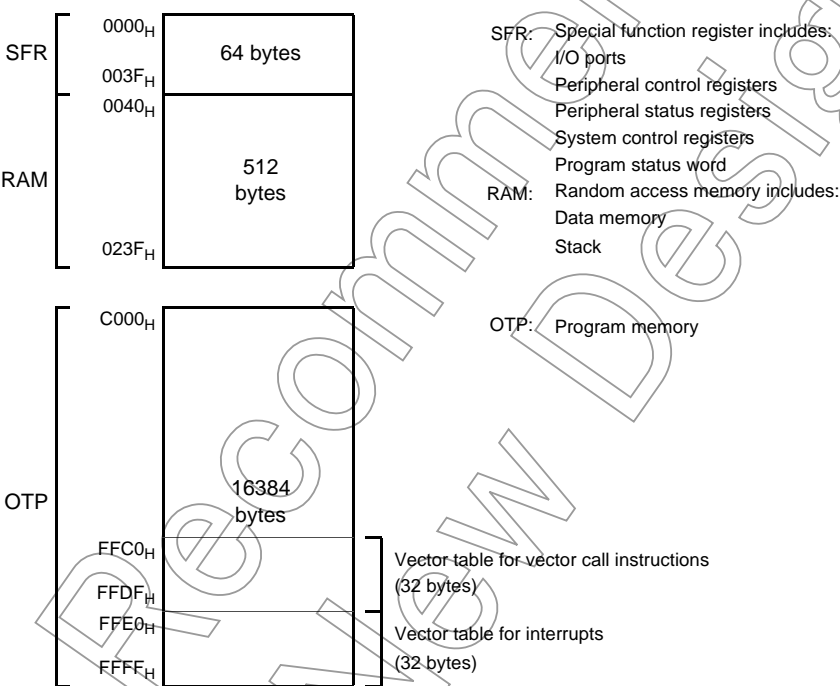 SFR
0000H
003FH
64 bytes
RAM
0040H
023FH
512
bytes
OTP
C000H
16384
bytes
FFC0H
FFDFH
FFE0H
FFFFH
Vector table for vector call instructions
(32 bytes)
Vector table for interrupts
(32 bytes)
SFR: Special function register includes:
I/O ports
Peripheral control registers
Peripheral status registers
System control registers
Program status word
RAM: Random access memory includes:
Data memory
Stack
OTP: Program memory
Recommen
New Design